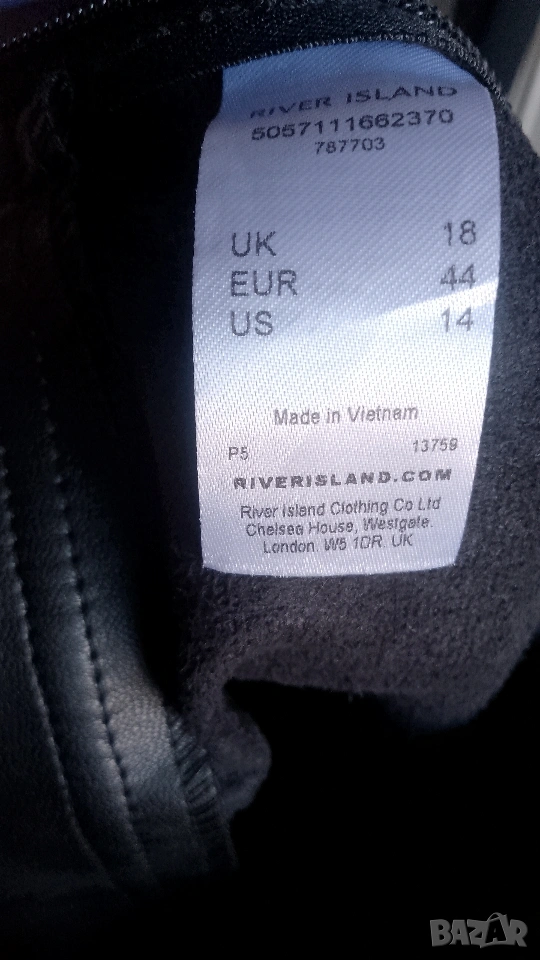 RIVER ISLAND
5057111662370
787703
UK 18
EUR 44
US 14
Made in Vietnam
P5 13759
RIVERISLAND.COM
River Island Clothing Co Ltd
Chelsea House, Westgate.
London. W5 1DR. UK
BAZAR